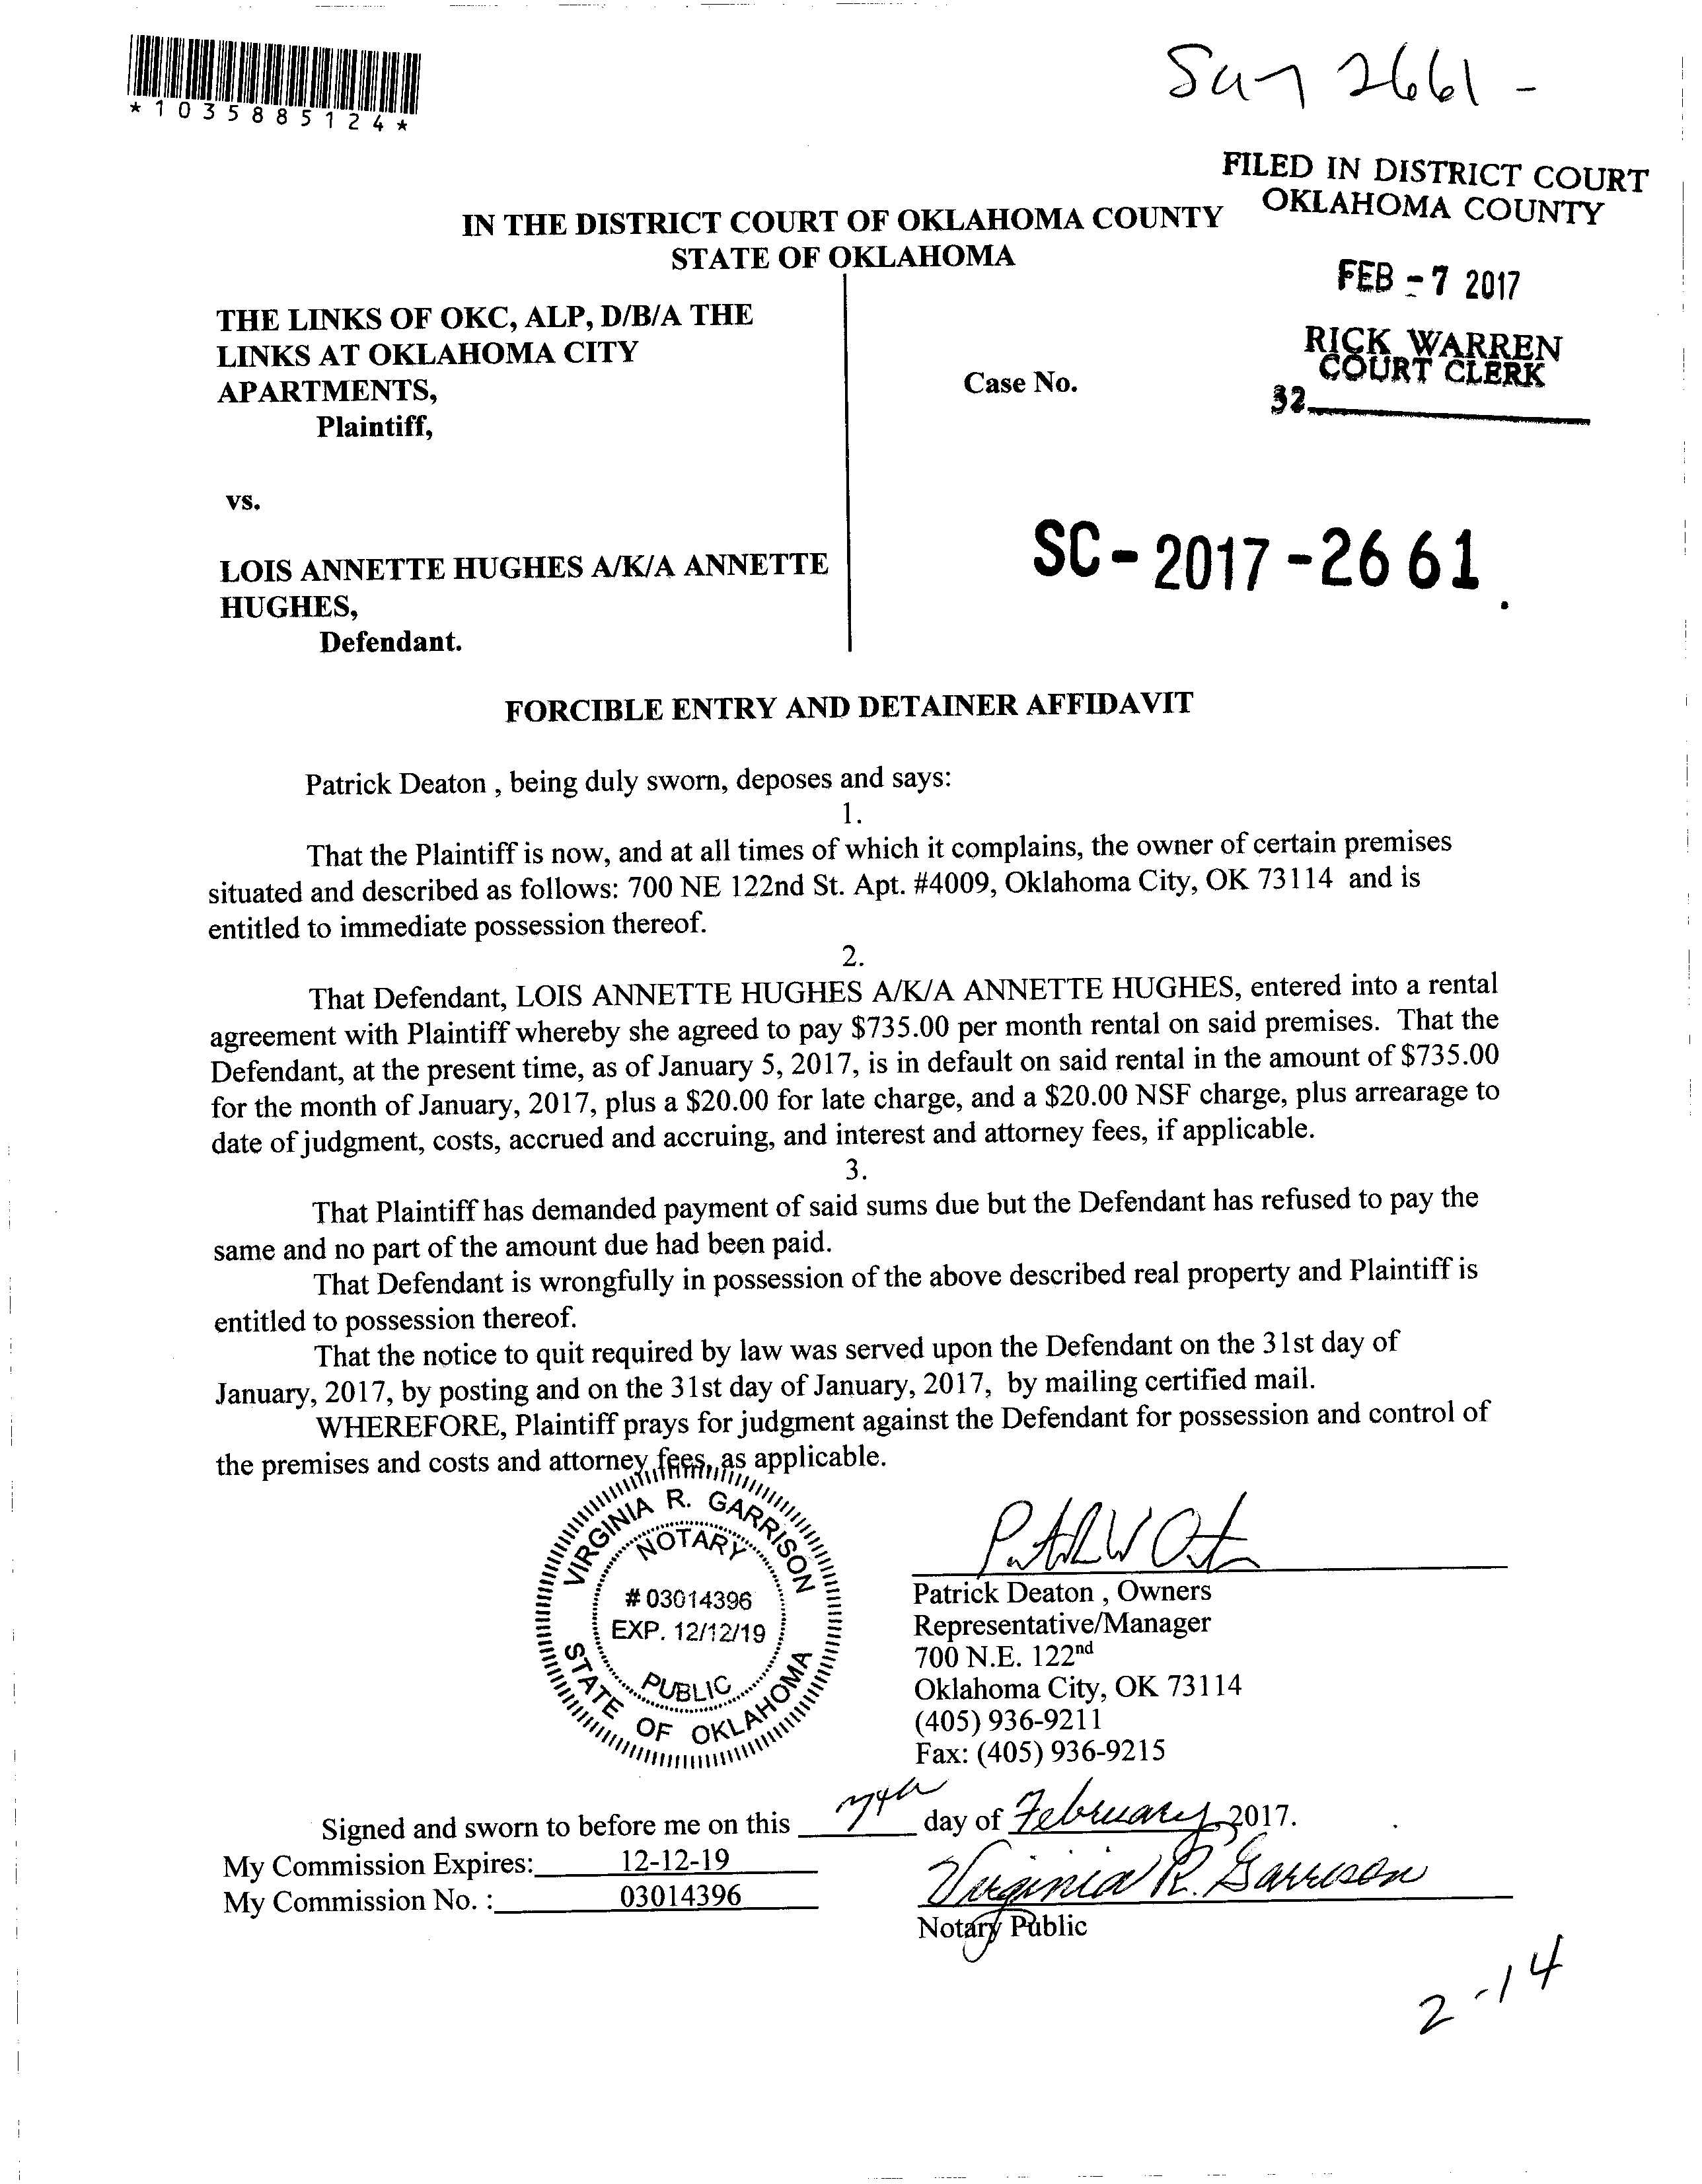 SC-17 2661-
*1035885124*
FILED IN DISTRICT COURT
OKLAHOMA COUNTY
IN THE DISTRICT COURT OF OKLAHOMA COUNTY
STATE OF OKLAHOMA
FEB -7 2017
RICK WARREN
COURT CLERK
32
THE LINKS OF OKC, ALP, D/B/A THE
LINKS AT OKLAHOMA CITY
APARTMENTS,
Plaintiff,
Case No.
vs.
SC-2017-2661
LOIS ANNETTE HUGHES A/K/A ANNETTE
HUGHES,
Defendant.
FORCIBLE ENTRY AND DETAINER AFFIDAVIT
Patrick Deaton , being duly sworn, deposes and says:
1.
That the Plaintiff is now, and at all times of which it complains, the owner of certain premises
situated and described as follows: 700 NE 122nd St. Apt. #4009, Oklahoma City, OK 73114 and is
entitled to immediate possession thereof.
2.
That Defendant, LOIS ANNETTE HUGHES A/K/A ANNETTE HUGHES, entered into a rental
agreement with Plaintiff whereby she agreed to pay $735.00 per month rental on said premises. That the
Defendant, at the present time, as of January 5, 2017, is in default on said rental in the amount of $735.00
for the month of January, 2017, plus a $20.00 for late charge, and a $20.00 NSF charge, plus arrearage to
date of judgment, costs, accrued and accruing, and interest and attorney fees, if applicable.
3.
That Plaintiff has demanded payment of said sums due but the Defendant has refused to pay the
same and no part of the amount due had been paid.
That Defendant is wrongfully in possession of the above described real property and Plaintiff is
entitled to possession thereof.
That the notice to quit required by law was served upon the Defendant on the 31st day of
January, 2017, by posting and on the 31st day of January, 2017, by mailing certified mail.
WHEREFORE, Plaintiff prays for judgment against the Defendant for possession and control of
the premises and costs and attorney fees, as applicable.
VIRGINIA R. GARRISON
NOTARY
# 03014396
EXP. 12/12/19
PUBLIC
STATE OF OKLAHOMA
Patrick Deaton , Owners
Representative/Manager
700 N.E. 122nd
Oklahoma City, OK 73114
(405) 936-9211
Fax: (405) 936-9215
Signed and sworn to before me on this 7th day of February, 2017.
My Commission Expires: 12-12-19
My Commission No. : 03014396
Virginia R. Garrison
Notary Public
2-14